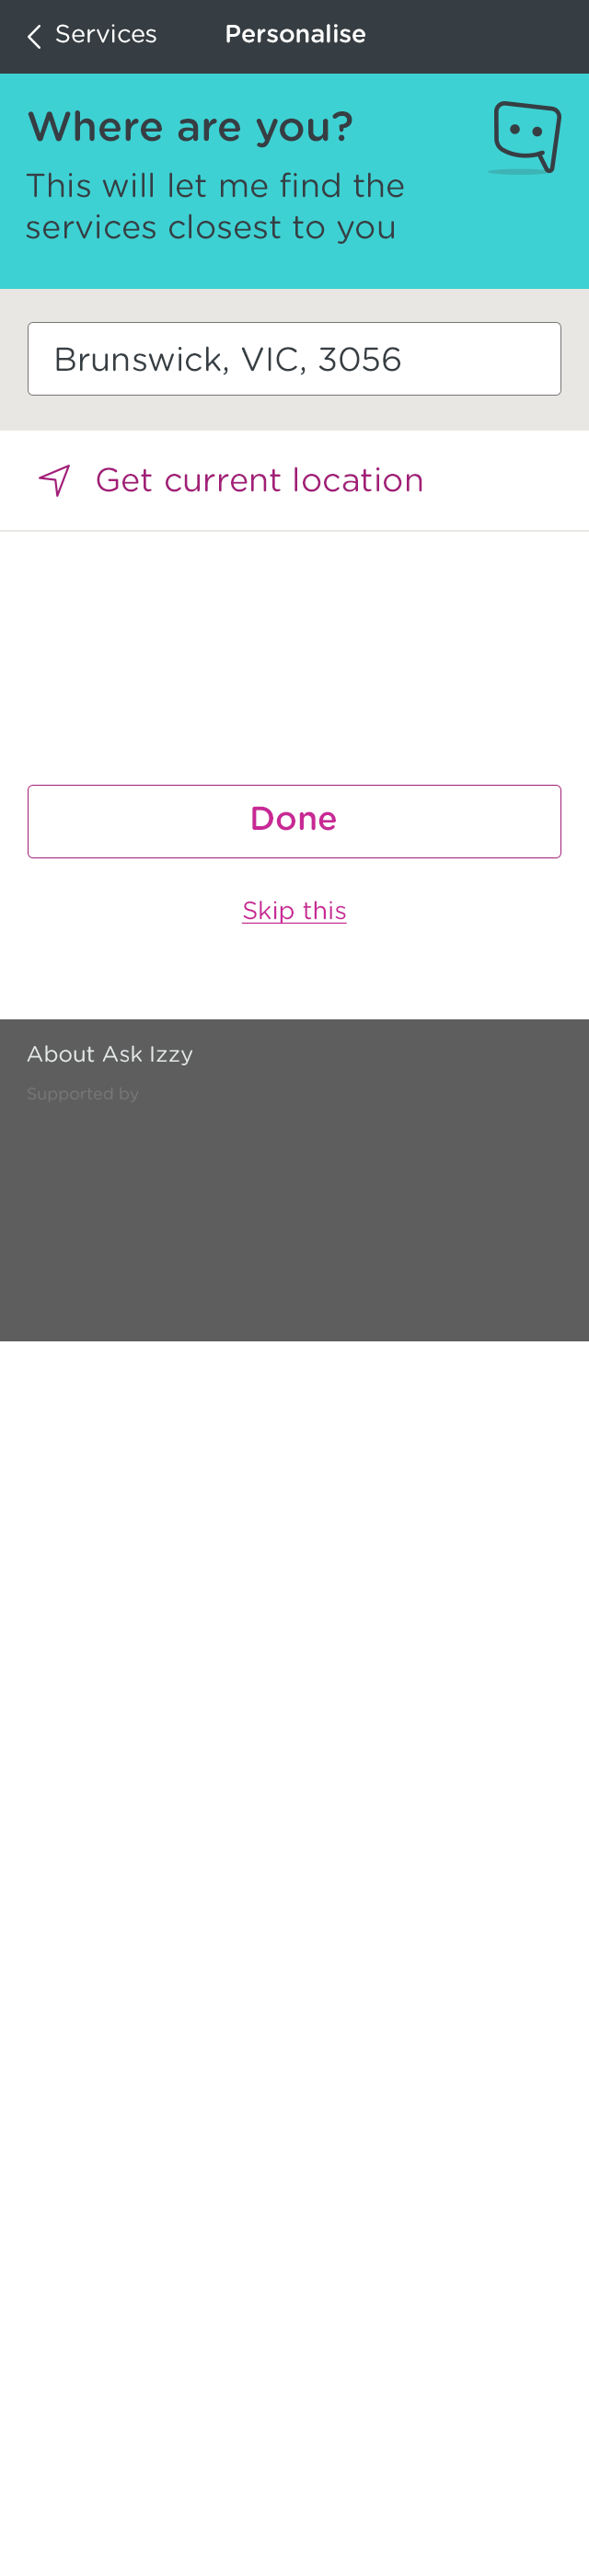 Services
Personalise
Where are you?
This will let me find the
services closest to you
Brunswick, VIC, 3056
Get current location
Done
Skip this
About Ask Izzy
Supported by